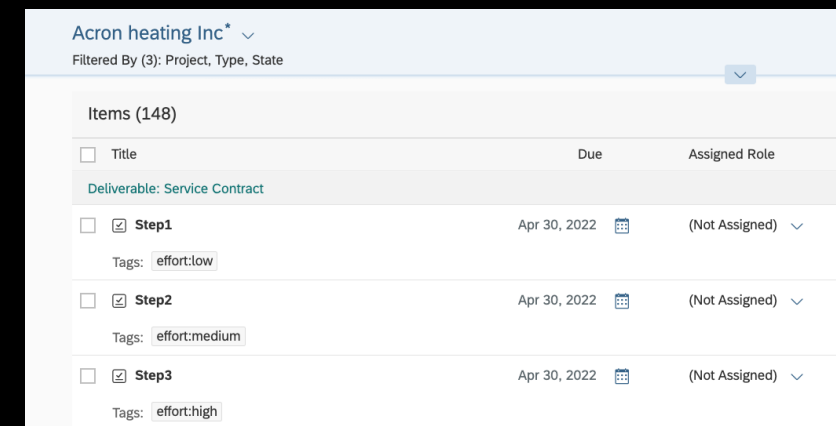 Acron heating Inc*
Filtered By (3): Project, Type, State
Items (148)
Title Due Assigned Role
Deliverable: Service Contract
Step1 Apr 30, 2022 (Not Assigned)
Tags: effort:low
Step2 Apr 30, 2022 (Not Assigned)
Tags: effort:medium
Step3 Apr 30, 2022 (Not Assigned)
Tags: effort:high